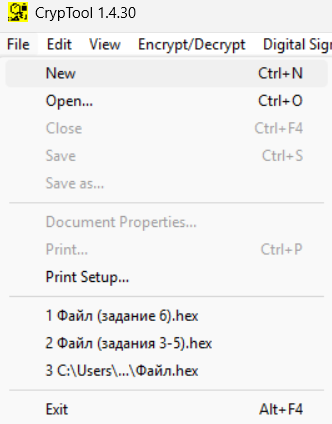 CrypTool 1.4.30
File Edit View Encrypt/Decrypt Digital Sig
New Ctrl+N
Open... Ctrl+O
Close Ctrl+F4
Save Ctrl+S
Save as...
Document Properties...
Print... Ctrl+P
Print Setup...
1 Файл (задание 6).hex
2 Файл (задания 3-5).hex
3 C:\Users\...\Файл.hex
Exit Alt+F4